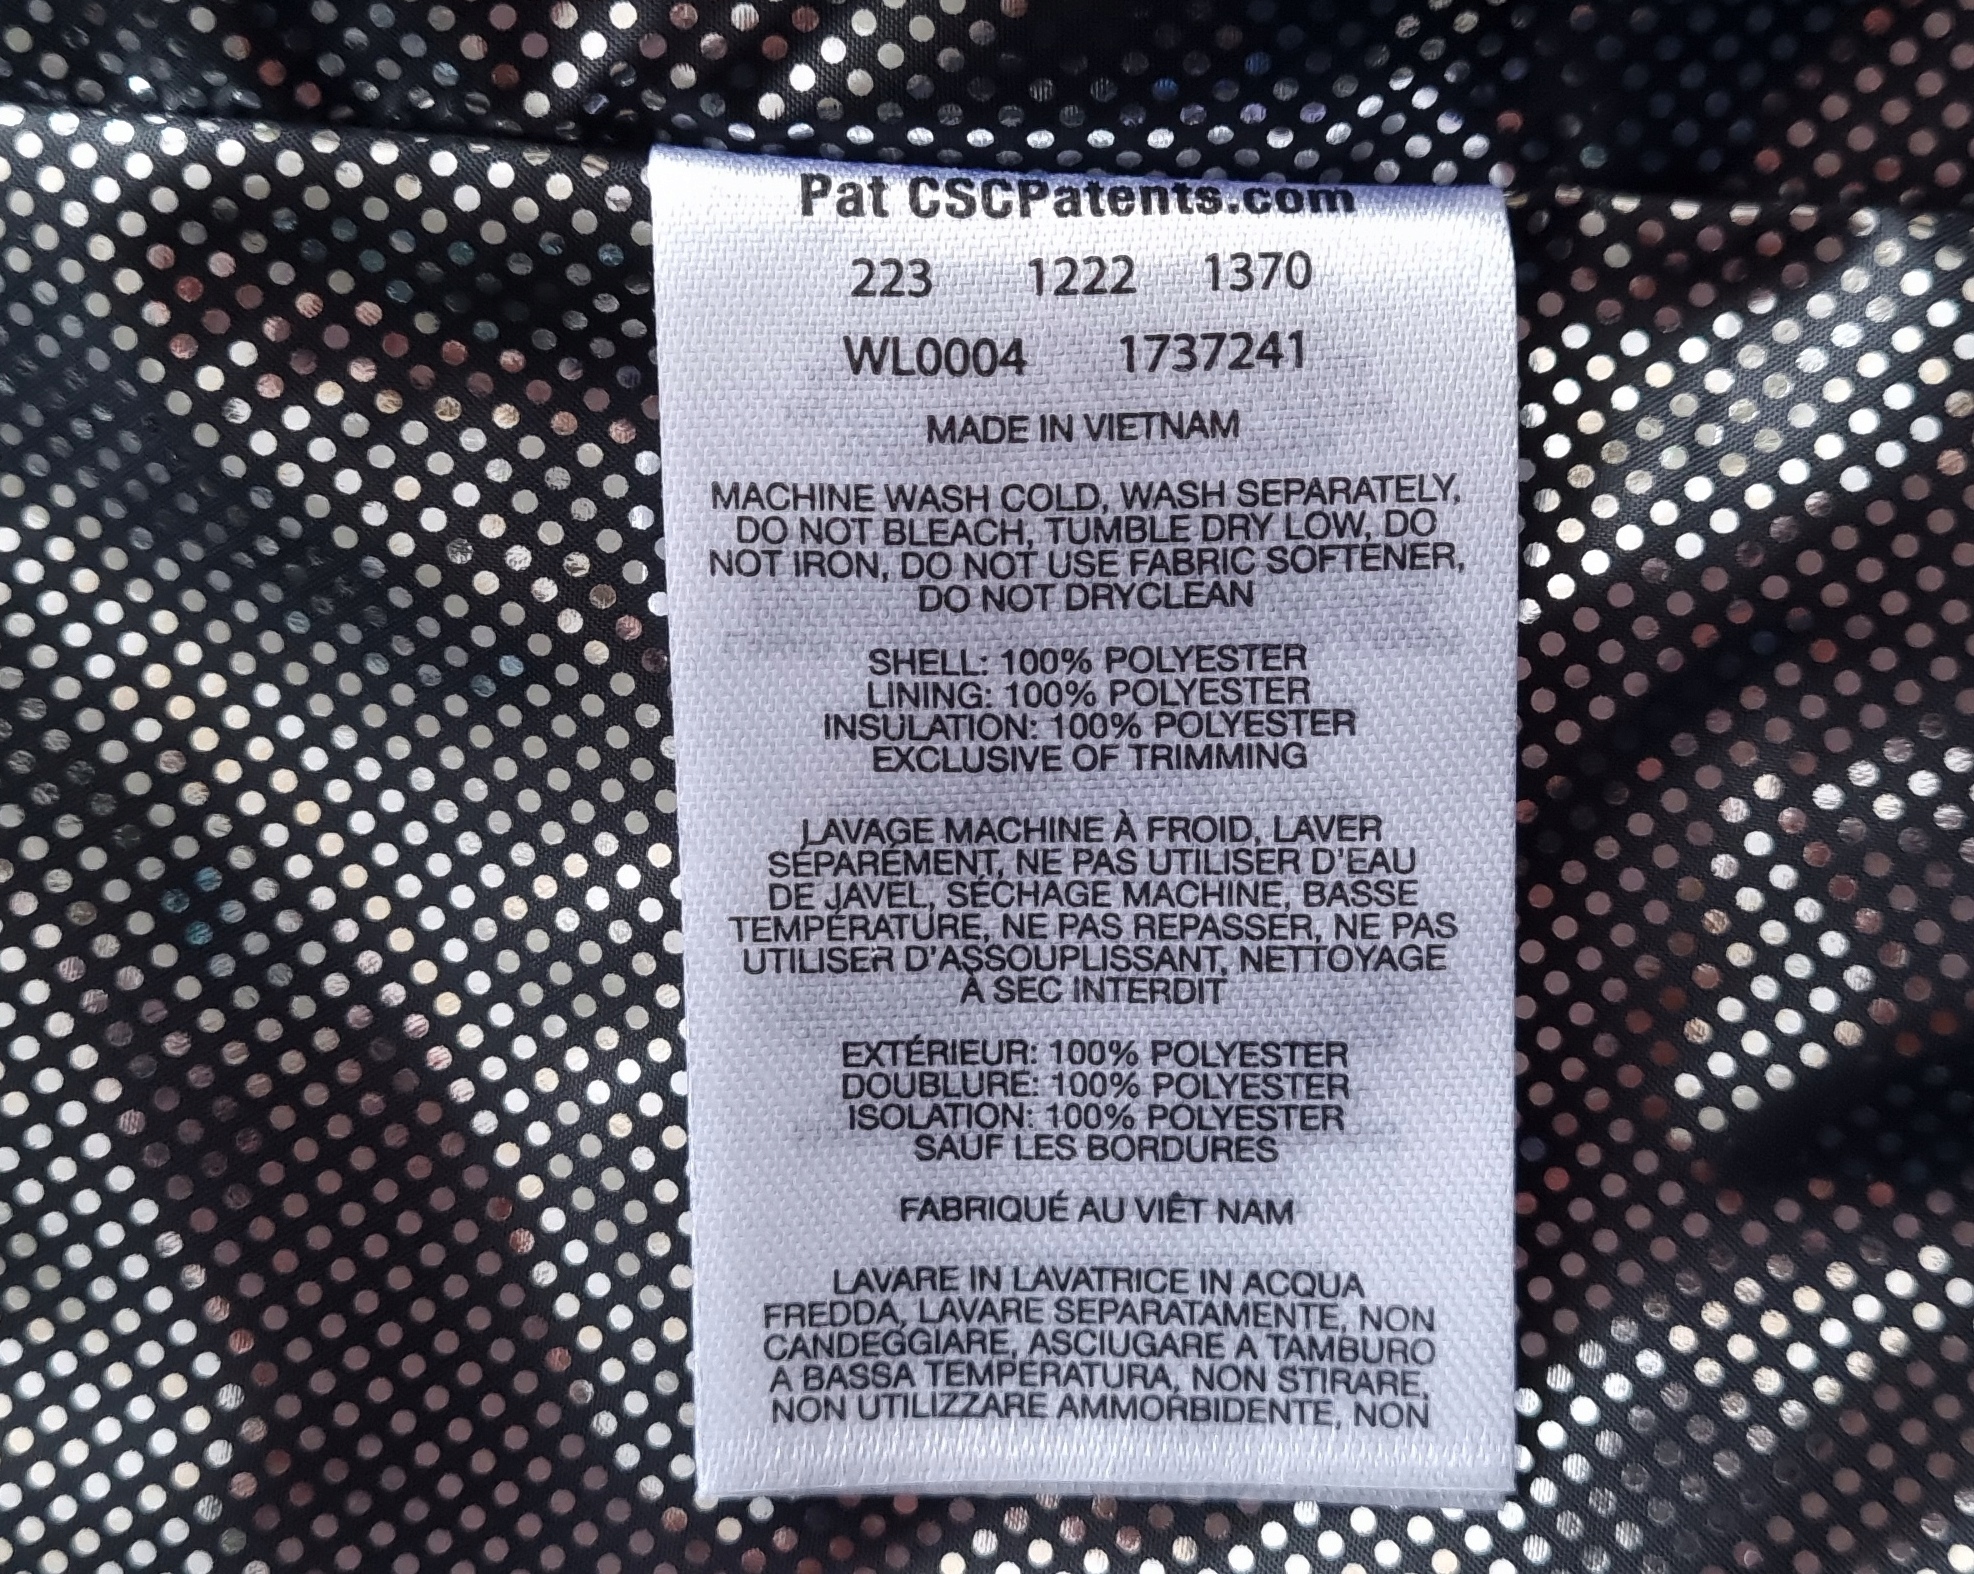 Pat CSCPatents.com
223 1222 1370
WL0004 1737241
MADE IN VIETNAM
MACHINE WASH COLD, WASH SEPARATELY,
DO NOT BLEACH, TUMBLE DRY LOW, DO
NOT IRON, DO NOT USE FABRIC SOFTENER,
DO NOT DRYCLEAN
SHELL: 100% POLYESTER
LINING: 100% POLYESTER
INSULATION: 100% POLYESTER
EXCLUSIVE OF TRIMMING
LAVAGE MACHINE À FROID, LAVER
SÉPARÉMENT, NE PAS UTILISER D'EAU
DE JAVEL, SÉCHAGE MACHINE, BASSE
TEMPÉRATURE, NE PAS REPASSER, NE PAS
UTILISER D'ASSOUPLISSANT, NETTOYAGE
À SEC INTERDIT
EXTÉRIEUR: 100% POLYESTER
DOUBLURE: 100% POLYESTER
ISOLATION: 100% POLYESTER
SAUF LES BORDURES
FABRIQUÉ AU VIÊT NAM
LAVARE IN LAVATRICE IN ACQUA
FREDDA, LAVARE SEPARATAMENTE, NON
CANDEGGIARE, ASCIUGARE A TAMBURO
A BASSA TEMPERATURA, NON STIRARE,
NON UTILIZZARE AMMORBIDENTE, NON